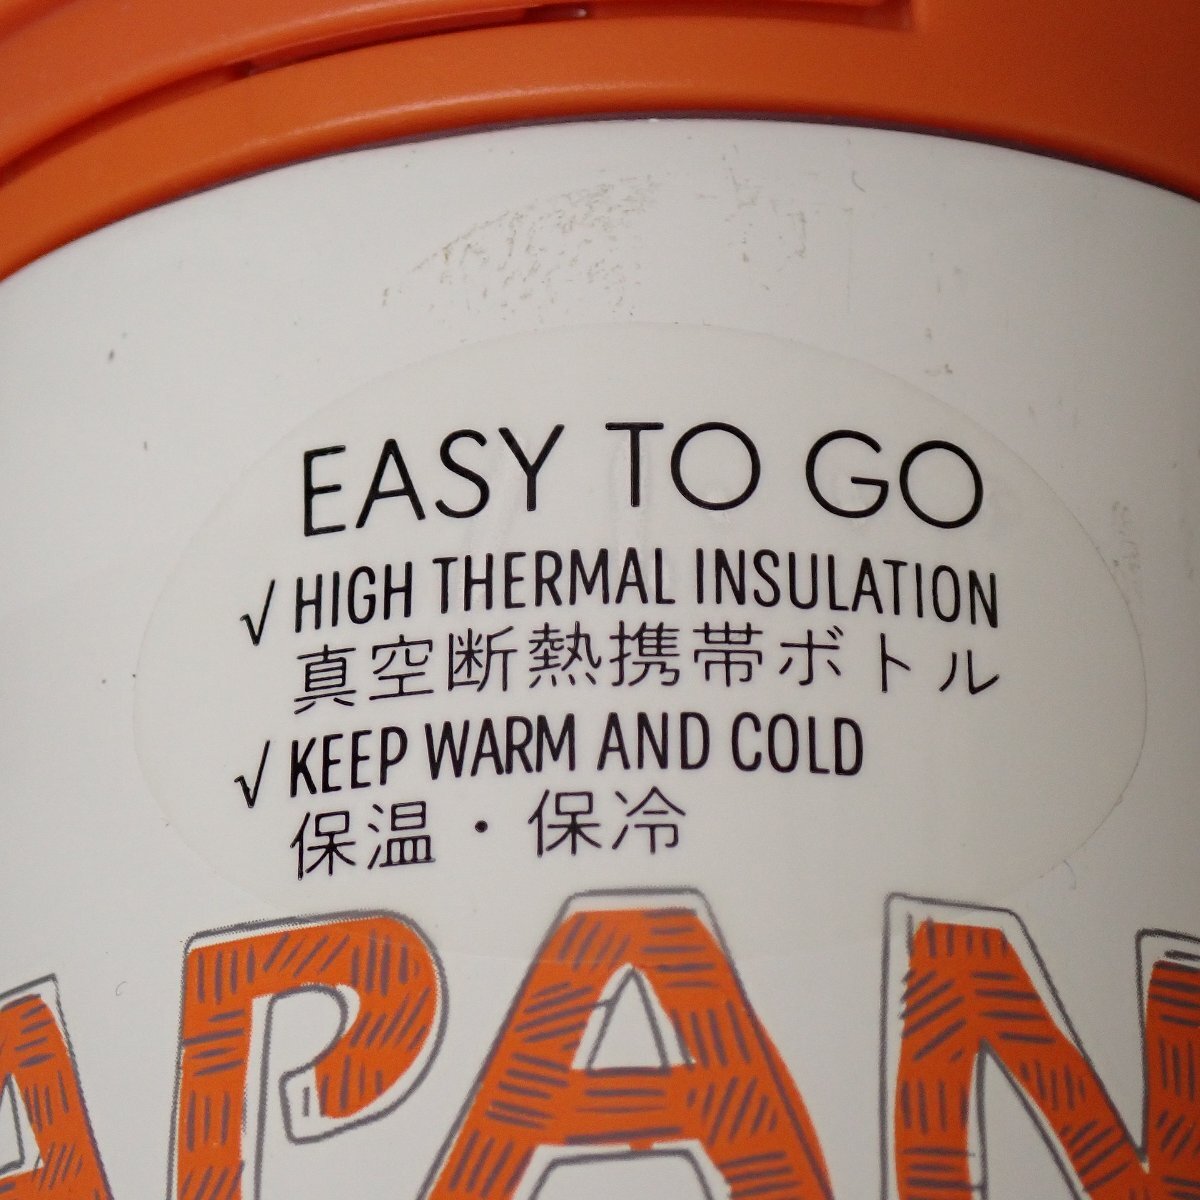 EASY TO GO
√ HIGH THERMAL INSULATION
真空断熱携帯ボトル
√ KEEP WARM AND COLD
保温・保冷
APAN